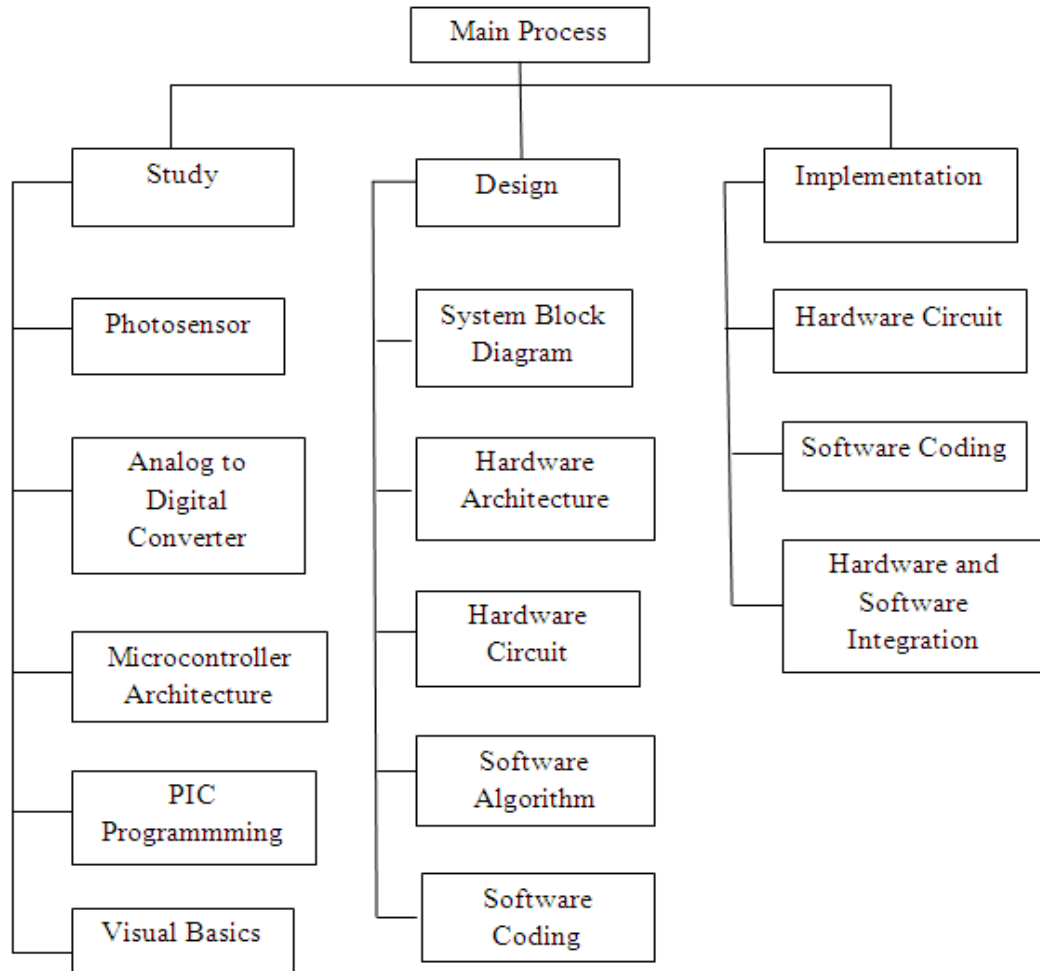 Main Process
Study
Photosensor
Analog to
Digital
Converter
Microcontroller
Architecture
PIC
Programmming
Visual Basics
Design
System Block
Diagram
Hardware
Architecture
Hardware
Circuit
Software
Algorithm
Software
Coding
Implementation
Hardware Circuit
Software Coding
Hardware and
Software
Integration